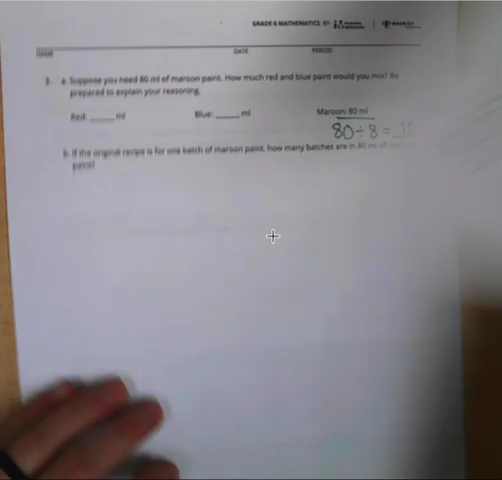 GRADE 6 MATHEMATICS BY
NAME DATE PERIOD
3. a. Suppose you need 80 ml of maroon paint. How much red and blue paint would you mix? Be
prepared to explain your reasoning.
Red: ______ ml Blue: ______ ml Maroon: 80 ml
80÷8=10
b. If the original recipe is for one batch of maroon paint, how many batches are in 80 ml of
paint?